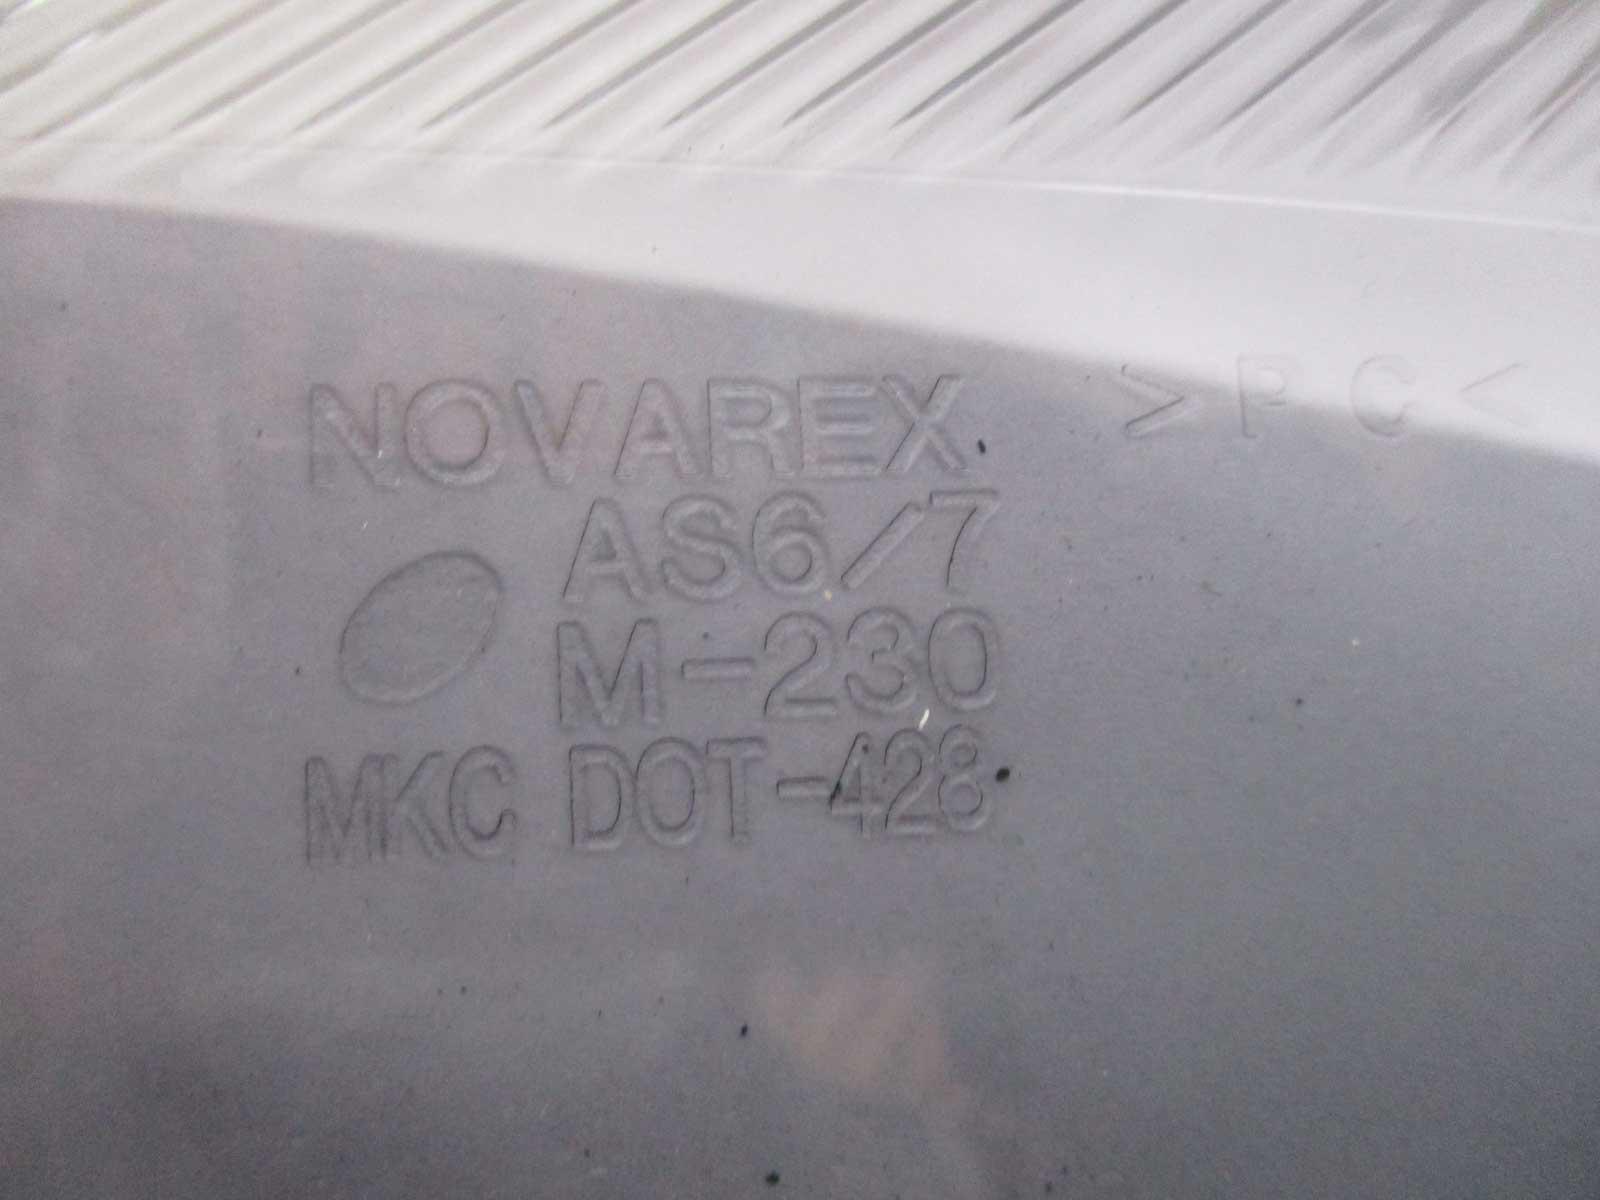 NOVAREX
>PC<
AS6/7
M-230
MKC DOT-428